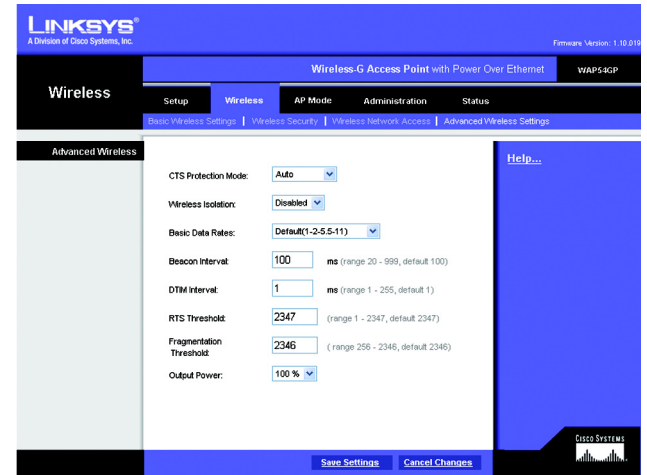 LINKSYS®
A Division of Cisco Systems, Inc.
Firmware Version: 1.10.019
Wireless-G Access Point with Power Over Ethernet WAP54GP
Wireless
Setup Wireless AP Mode Administration Status
Basic Wireless Settings | Wireless Security | Wireless Network Access | Advanced Wireless Settings
Advanced Wireless
Help...
CTS Protection Mode: Auto
Wireless Isolation: Disabled
Basic Data Rates: Default(1-2-5.5-11)
Beacon Interval: 100 ms (range 20 - 999, default 100)
DTIM Interval: 1 ms (range 1 - 255, default 1)
RTS Threshold: 2347 (range 1 - 2347, default 2347)
Fragmentation
Threshold: 2346 ( range 256 - 2346, default 2346)
Output Power: 100 %
CISCO SYSTEMS
Save Settings Cancel Changes